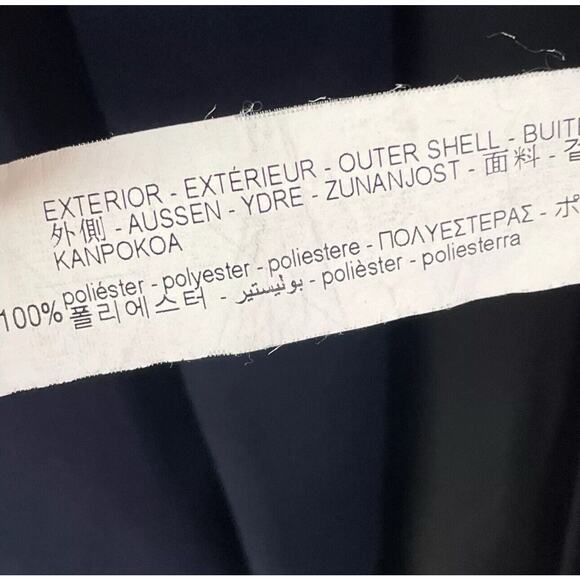 EXTERIOR - EXTÉRIEUR - OUTER SHELL -
外側 - AUSSEN - YDRE - ZUNANJOST - 面料 -
KANPOKOA
100% poliéster - polyester - poliestere - ΠΟΛΥΕΣΤΕΡΑΣ - ポ
폴리에스터 - بوليستير - polièster - poliesterra